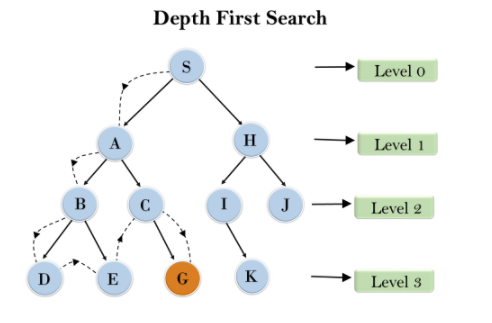 Depth First Search
S
Level 0
A
H
Level 1
B
C
I
J
Level 2
D
E
G
K
Level 3